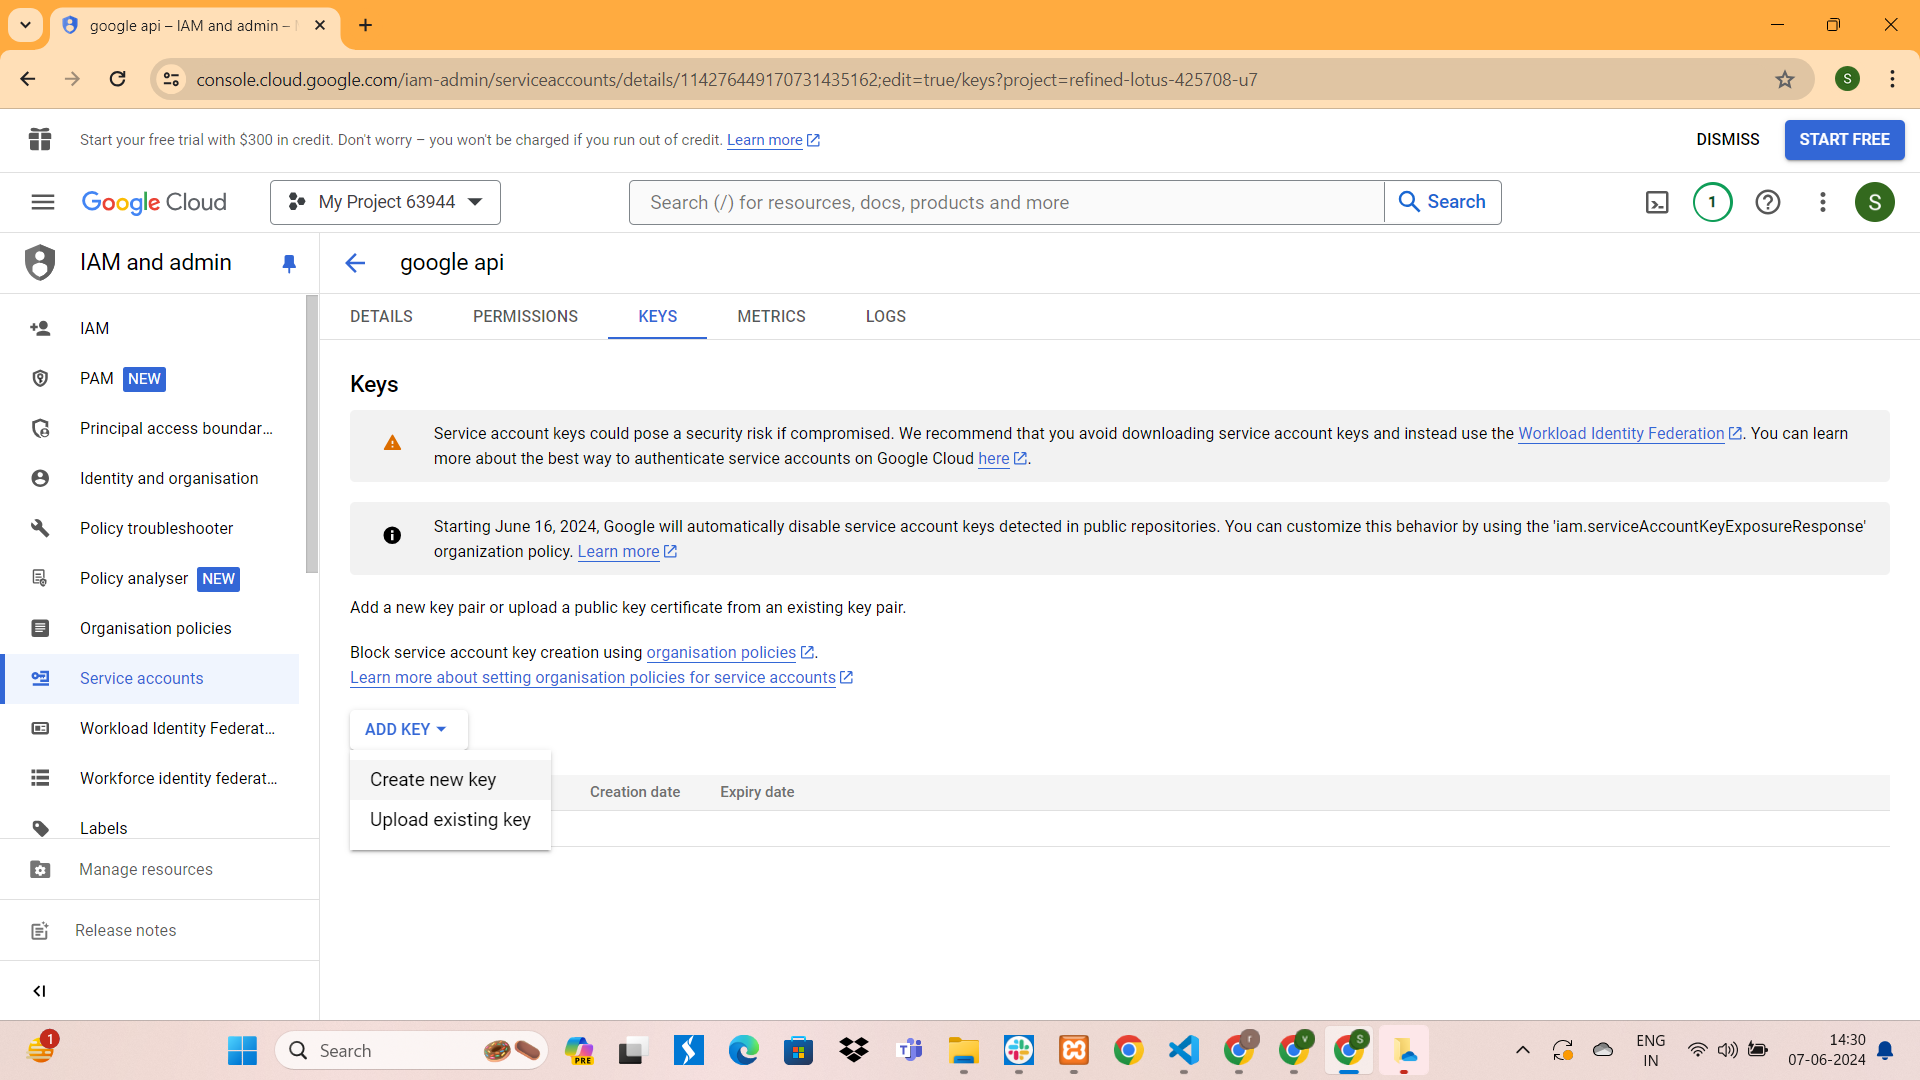 google api – IAM and admin –
console.cloud.google.com/iam-admin/serviceaccounts/details/114276449170731435162;edit=true/keys?project=refined-lotus-425708-u7
S
Start your free trial with $300 in credit. Don't worry – you won't be charged if you run out of credit. Learn more
DISMISS
START FREE
Google Cloud
My Project 63944
Search (/) for resources, docs, products and more
Search
1
S
IAM and admin
google api
DETAILS
PERMISSIONS
KEYS
METRICS
LOGS
IAM
PAM NEW
Principal access boundar...
Identity and organisation
Policy troubleshooter
Policy analyser NEW
Organisation policies
Service accounts
Workload Identity Federat...
Workforce identity federat...
Labels
Manage resources
Release notes
Keys
Service account keys could pose a security risk if compromised. We recommend that you avoid downloading service account keys and instead use the Workload Identity Federation. You can learn
more about the best way to authenticate service accounts on Google Cloud here.
Starting June 16, 2024, Google will automatically disable service account keys detected in public repositories. You can customize this behavior by using the 'iam.serviceAccountKeyExposureResponse'
organization policy. Learn more
Add a new key pair or upload a public key certificate from an existing key pair.
Block service account key creation using organisation policies.
Learn more about setting organisation policies for service accounts
ADD KEY
Create new key
Upload existing key
Creation date
Expiry date
1
Search
PRE
r
v
S
ENG
IN
14:30
07-06-2024